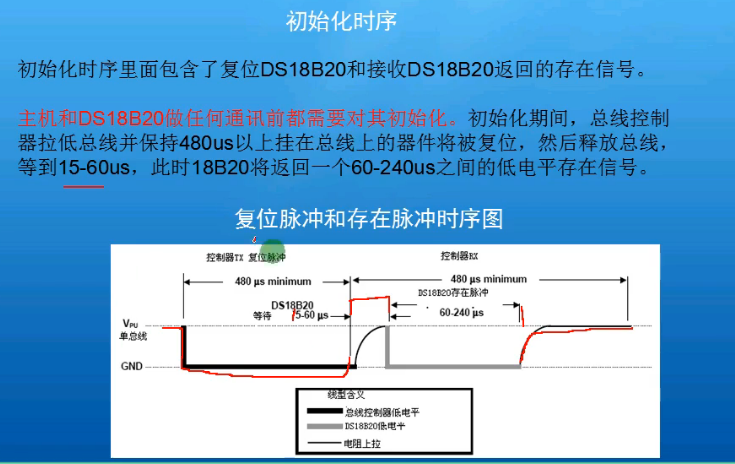 初始化时序
初始化时序里面包含了复位DS18B20和接收DS18B20返回的存在信号。
主机和DS18B20做任何通讯前都需要对其初始化。初始化期间，总线控制
器拉低总线并保持480us以上挂在总线上的器件将被复位，然后释放总线，
等到15-60us，此时18B20将返回一个60-240us之间的低电平存在信号。
复位脉冲和存在脉冲时序图
控制器TX 复位脉冲
控制器RX
480 μs minimum
480 μs minimum
DS18B20存在脉冲
DS18B20
等待
5-60 μs
60-240 μs
VPU
单总线
GND
线型含义
总线控制器低电平
DS18B20低电平
电阻上拉